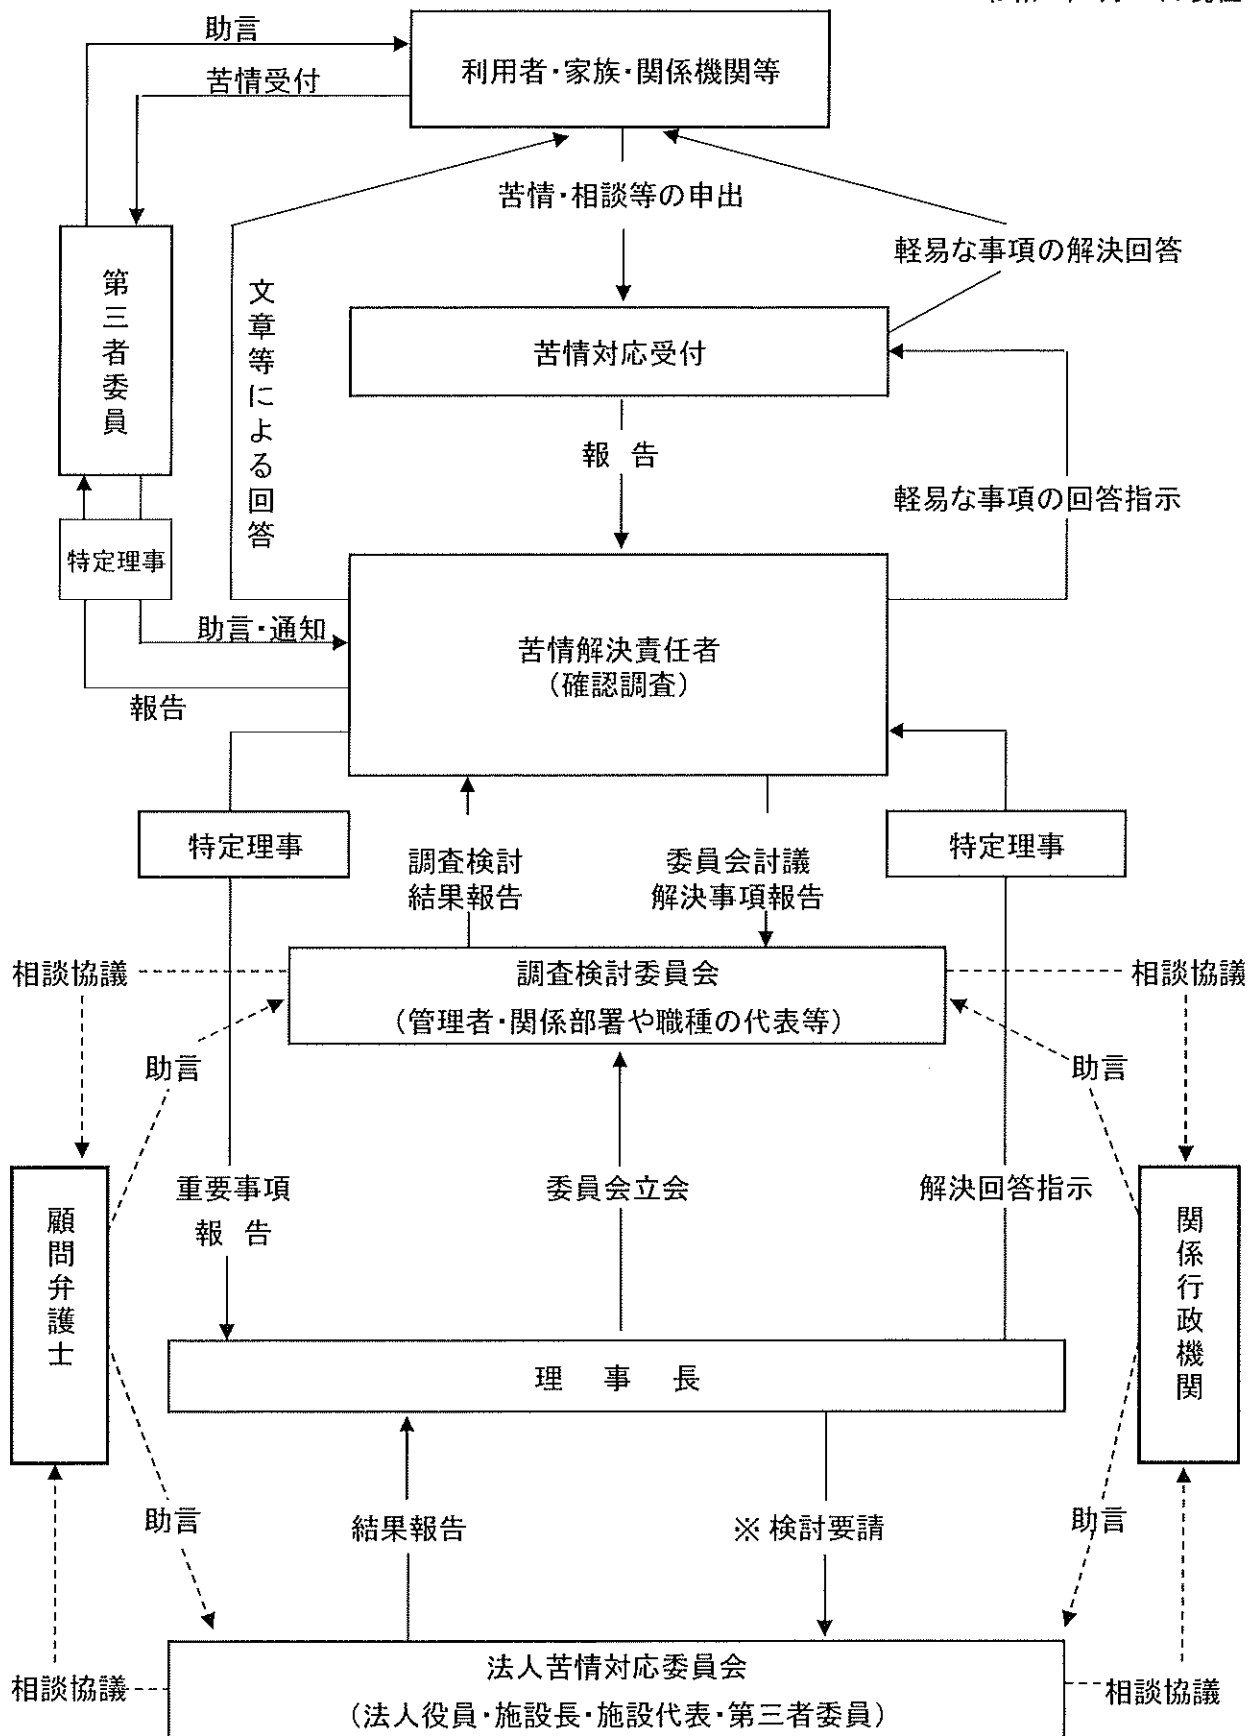 助言
利用者・家族・関係機関等
苦情受付
苦情・相談等の申出
軽易な事項の解決回答
第三者委員
文章等による回答
苦情対応受付
報 告
軽易な事項の回答指示
特定理事
助言・通知
苦情解決責任者
(確認調査)
報告
特定理事
特定理事
調査検討
結果報告
委員会討議
解決事項報告
相談協議
調査検討委員会
(管理者・関係部署や職種の代表等)
相談協議
助言
助言
重要事項
報 告
委員会立会
解決回答指示
顧問弁護士
関係行政機関
理 事 長
助言
結果報告
※ 検討要請
助言
相談協議
法人苦情対応委員会
(法人役員・施設長・施設代表・第三者委員)
相談協議